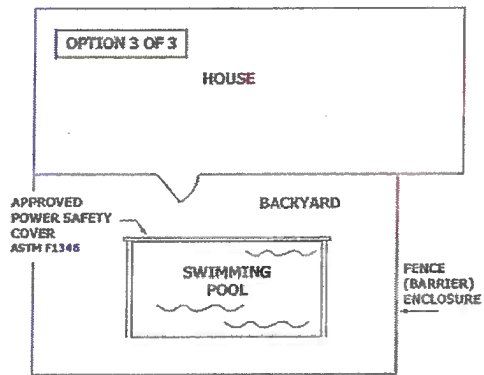 OPTION 3 OF 3
HOUSE
APPROVED
POWER SAFETY
COVER
ASTM F1346
BACKYARD
SWIMMING
POOL
FENCE
(BARRIER)
ENCLOSURE